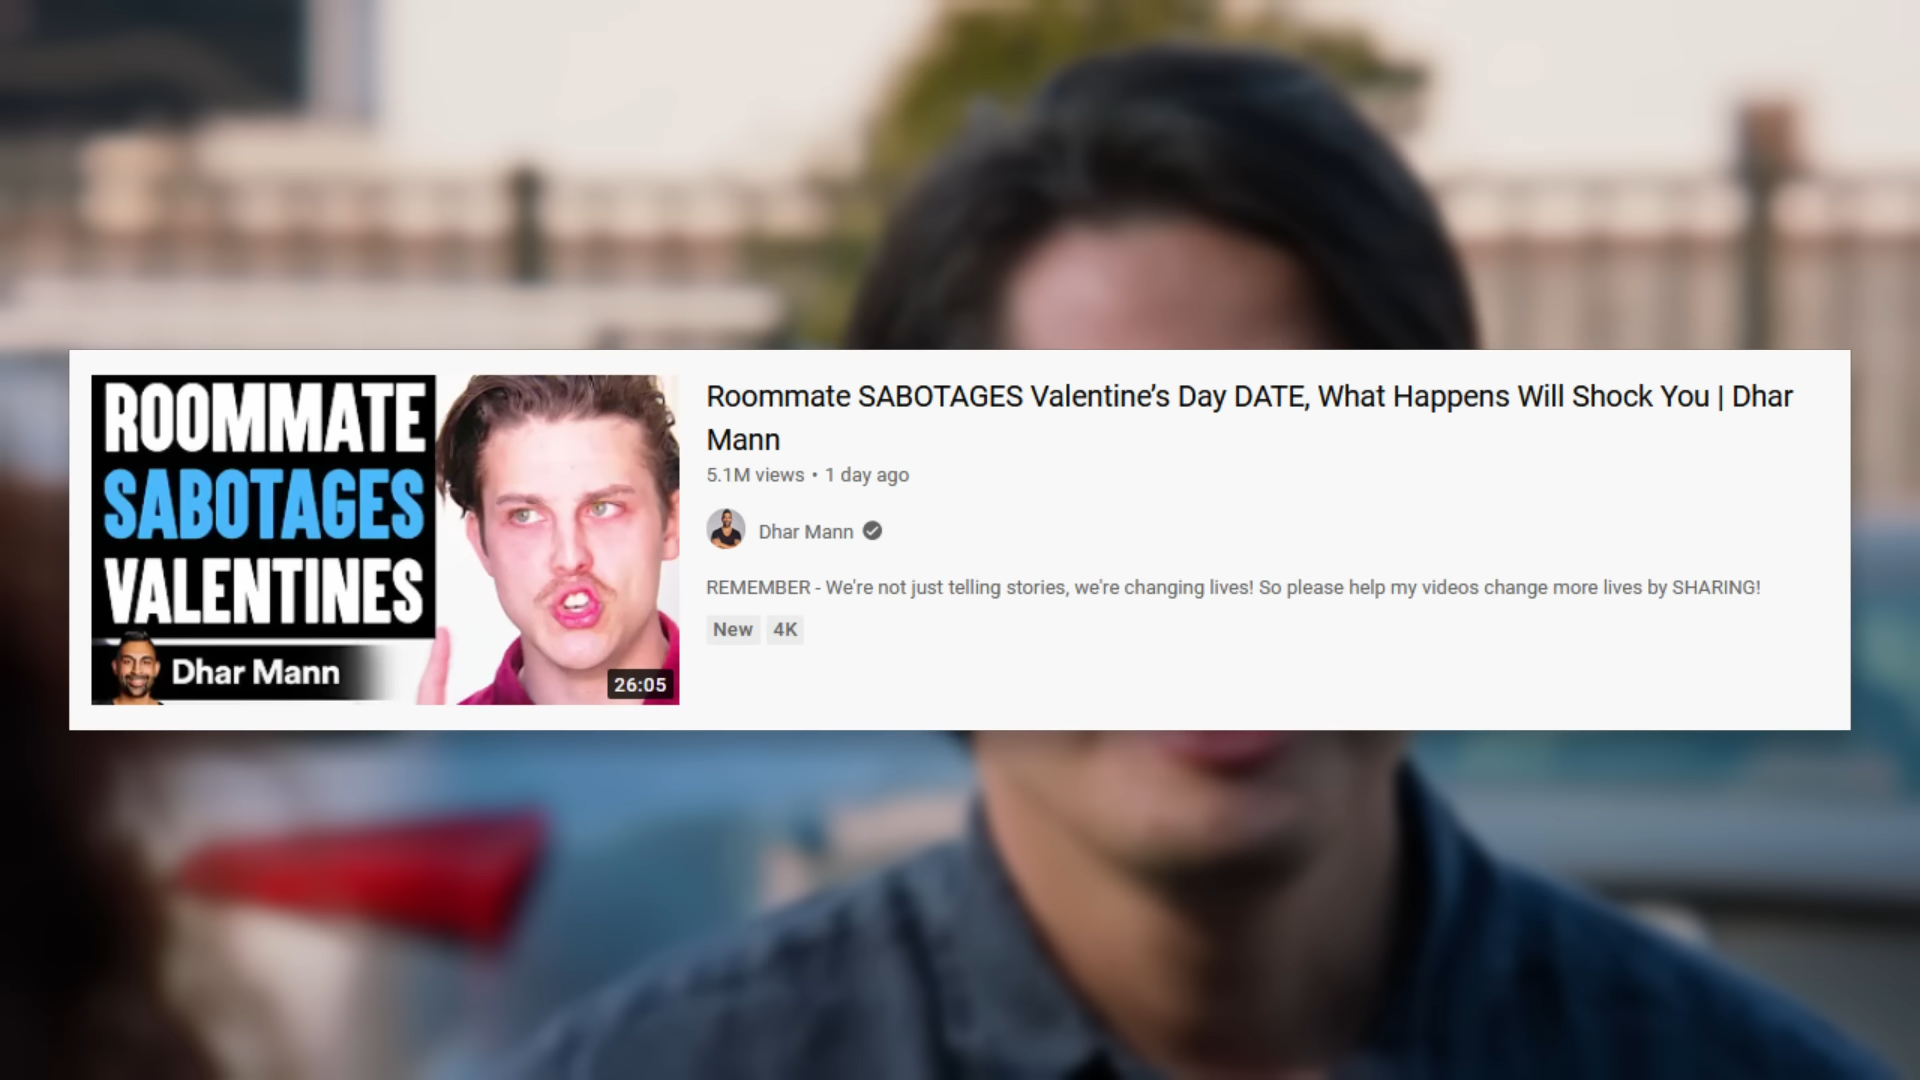 ROOMMATE
SABOTAGES
VALENTINES
Dhar Mann
26:05
Roommate SABOTAGES Valentine’s Day DATE, What Happens Will Shock You | Dhar
Mann
5.1M views • 1 day ago
Dhar Mann
REMEMBER - We're not just telling stories, we're changing lives! So please help my videos change more lives by SHARING!
New 4K